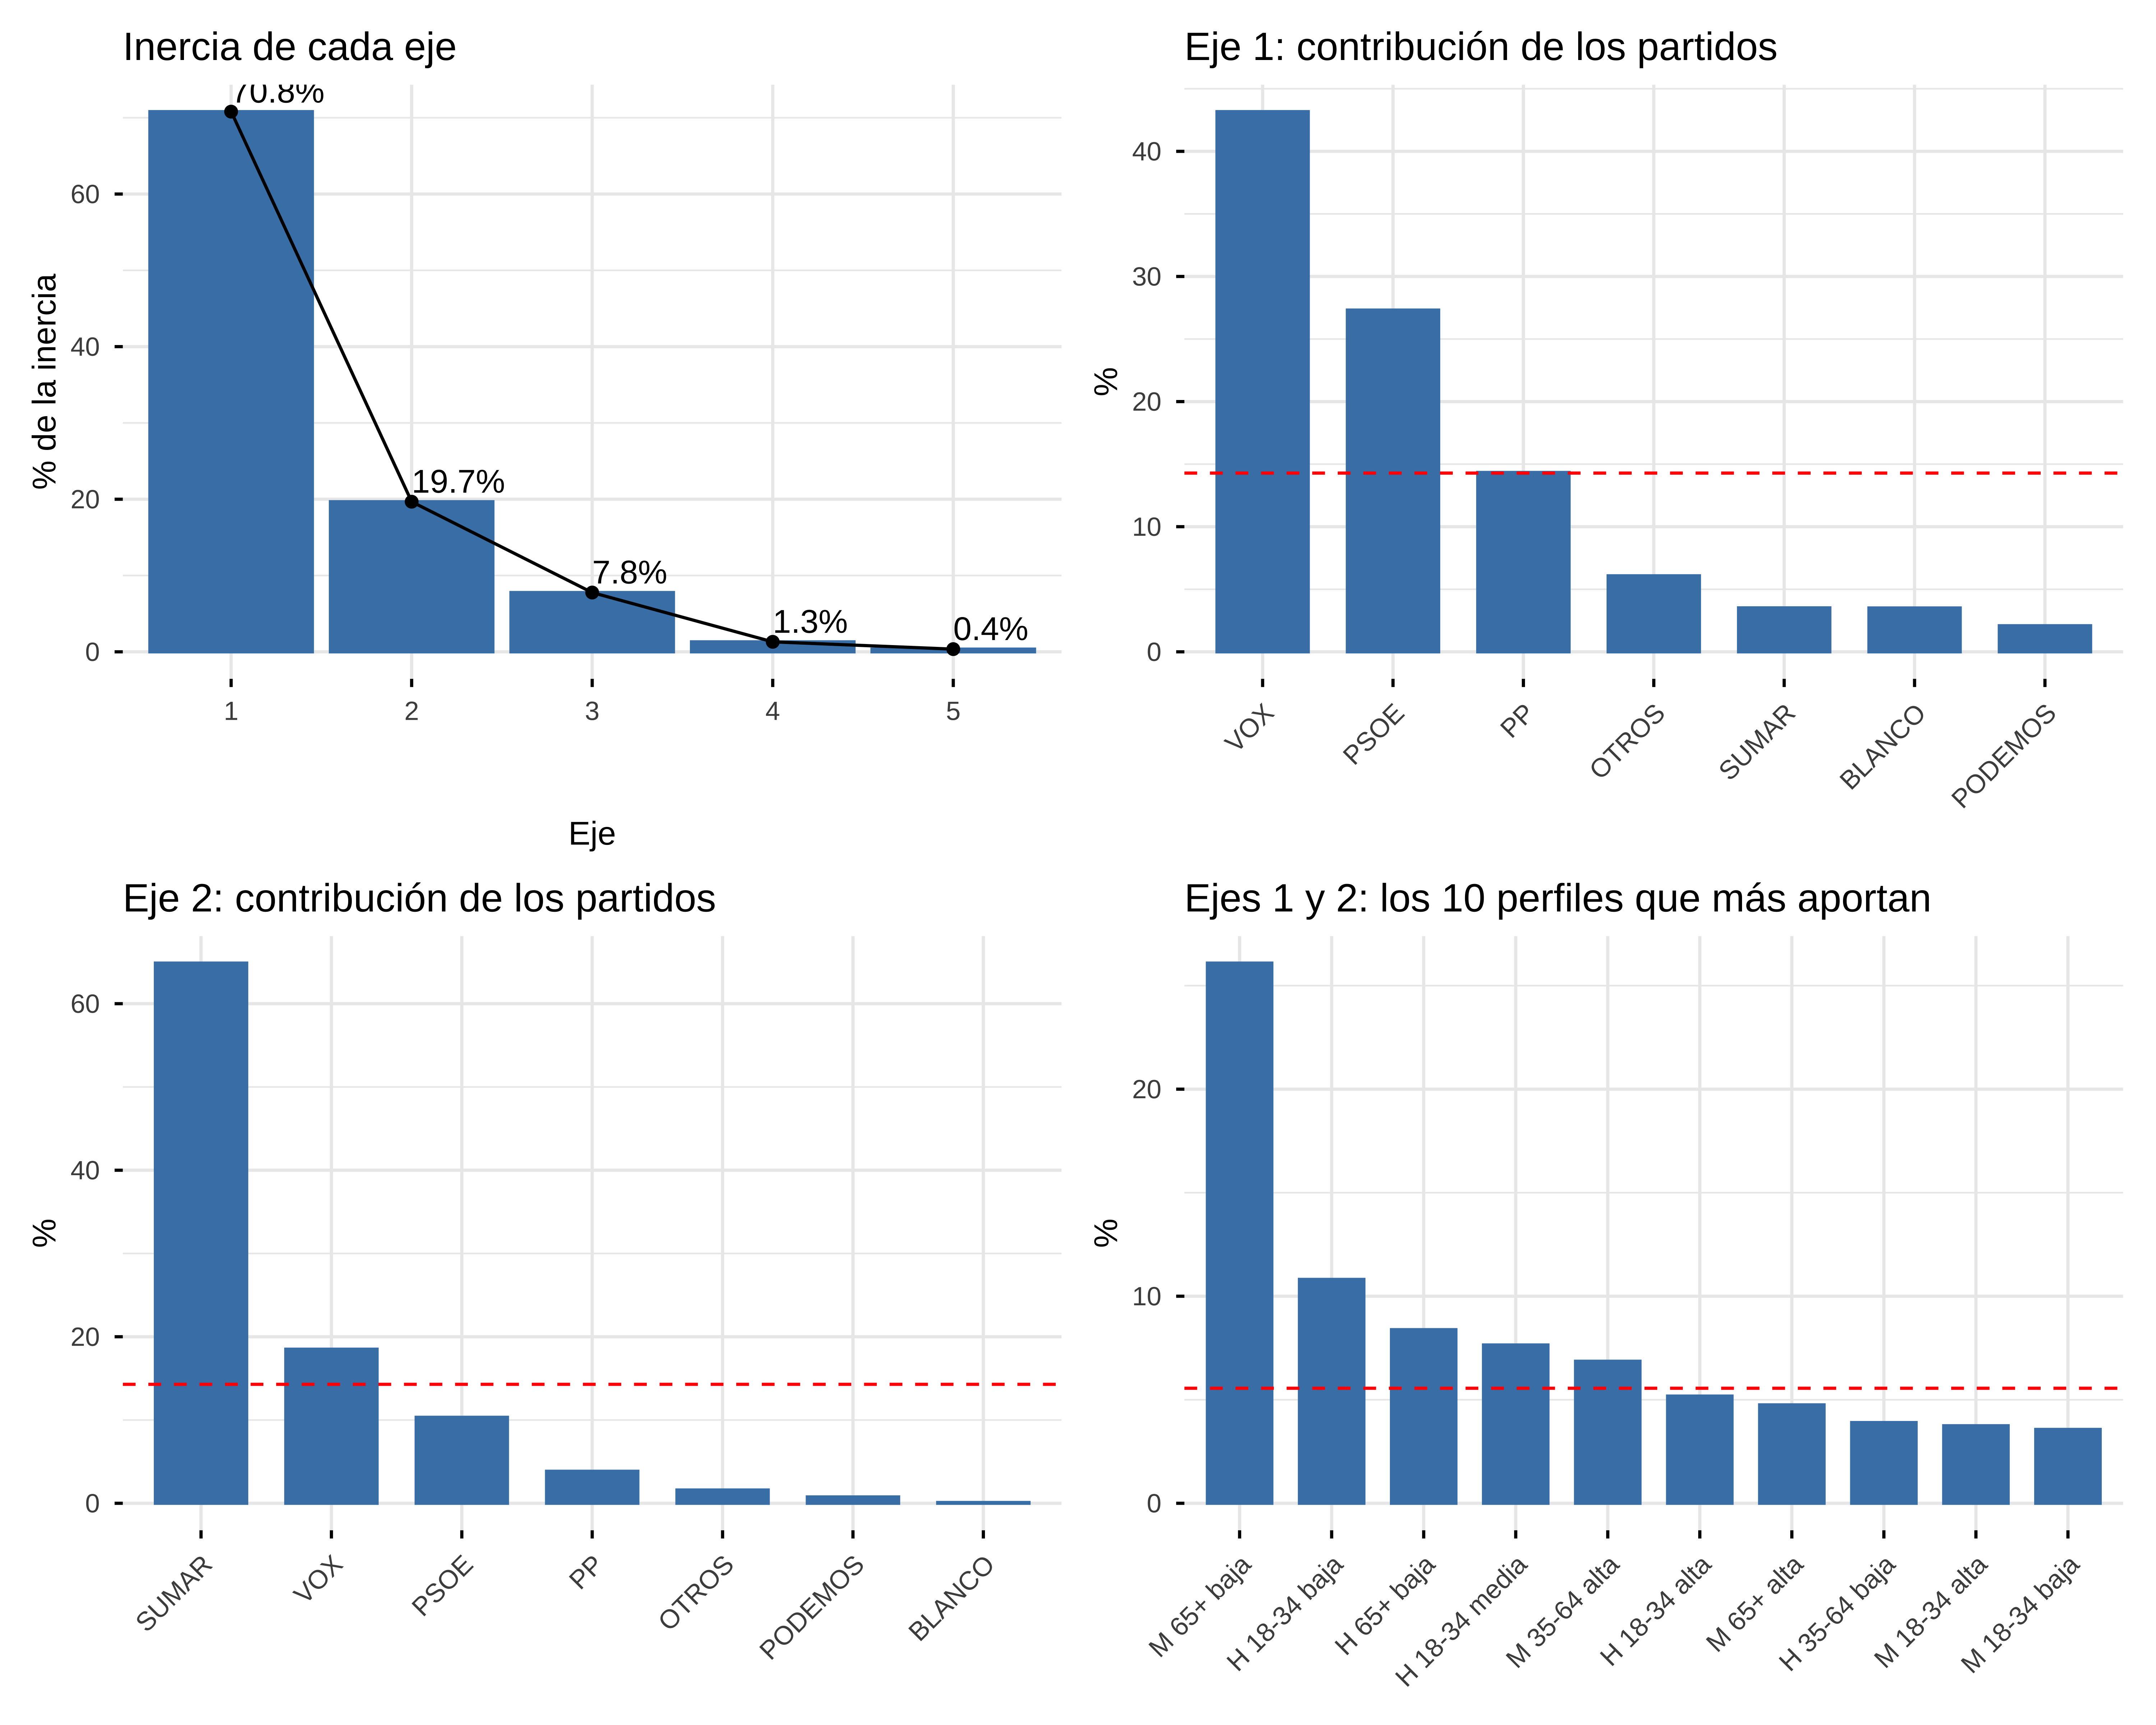 Inercia de cada eje
70.8%
19.7%
7.8%
1.3%
0.4%
60
40
20
0
% de la inercia
1 2 3 4 5
Eje
Eje 1: contribución de los partidos
40
30
20
10
0
%
VOX PSOE PP OTROS SUMAR BLANCO PODEMOS
Eje 2: contribución de los partidos
60
40
20
0
%
SUMAR VOX PSOE PP OTROS PODEMOS BLANCO
Ejes 1 y 2: los 10 perfiles que más aportan
20
10
0
%
M 65+ baja
H 18-34 baja
H 65+ baja
H 18-34 media
M 35-64 alta
H 18-34 alta
M 65+ alta
H 35-64 baja
M 18-34 alta
M 18-34 baja